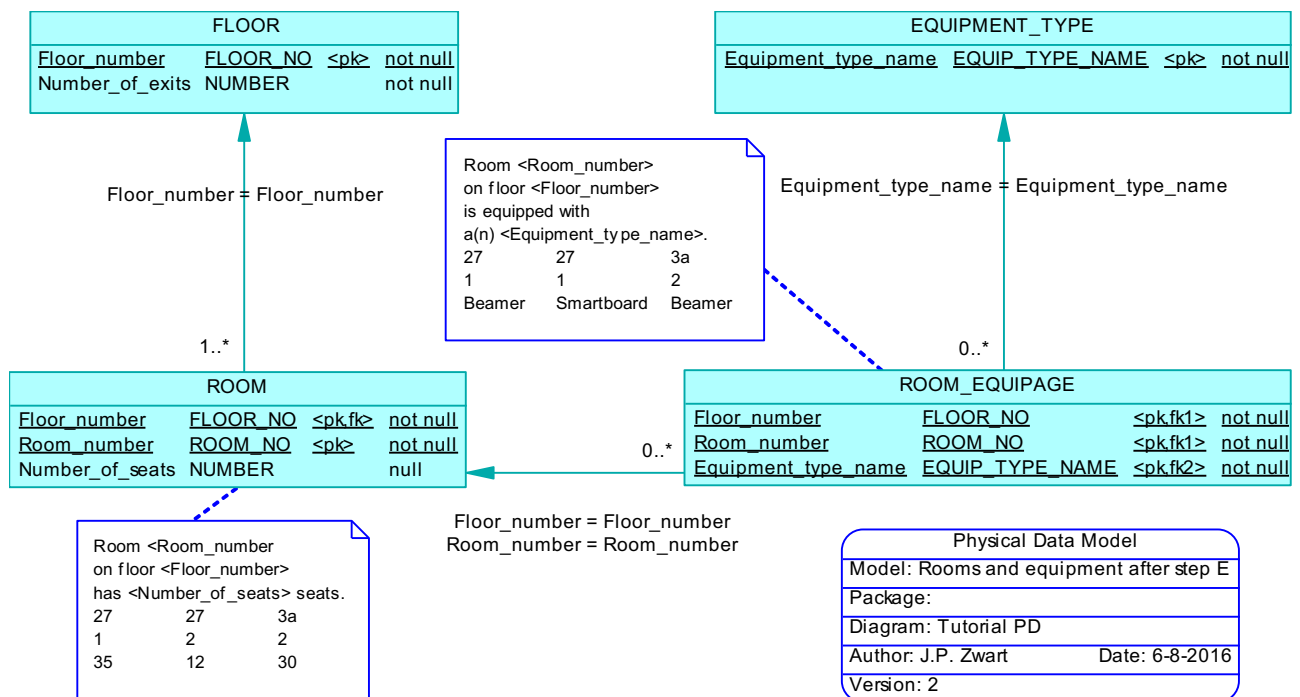 FLOOR
Floor_number FLOOR_NO <pk> not null
Number_of_exits NUMBER not null
EQUIPMENT_TYPE
Equipment_type_name EQUIP_TYPE_NAME <pk> not null
Floor_number = Floor_number
Room <Room_number>
on floor <Floor_number>
is equipped with
a(n) <Equipment_type_name>.
27 27 3a
1 1 2
Beamer Smartboard Beamer
Equipment_type_name = Equipment_type_name
1..*
0..*
ROOM
Floor_number FLOOR_NO <pk,fk> not null
Room_number ROOM_NO <pk> not null
Number_of_seats NUMBER null
0..*
ROOM_EQUIPAGE
Floor_number FLOOR_NO <pk,fk1> not null
Room_number ROOM_NO <pk,fk1> not null
Equipment_type_name EQUIP_TYPE_NAME <pk,fk2> not null
Floor_number = Floor_number
Room_number = Room_number
Room <Room_number
on floor <Floor_number>
has <Number_of_seats> seats.
27 27 3a
1 2 2
35 12 30
Physical Data Model
Model: Rooms and equipment after step E
Package:
Diagram: Tutorial PD
Author: J.P. Zwart Date: 6-8-2016
Version: 2